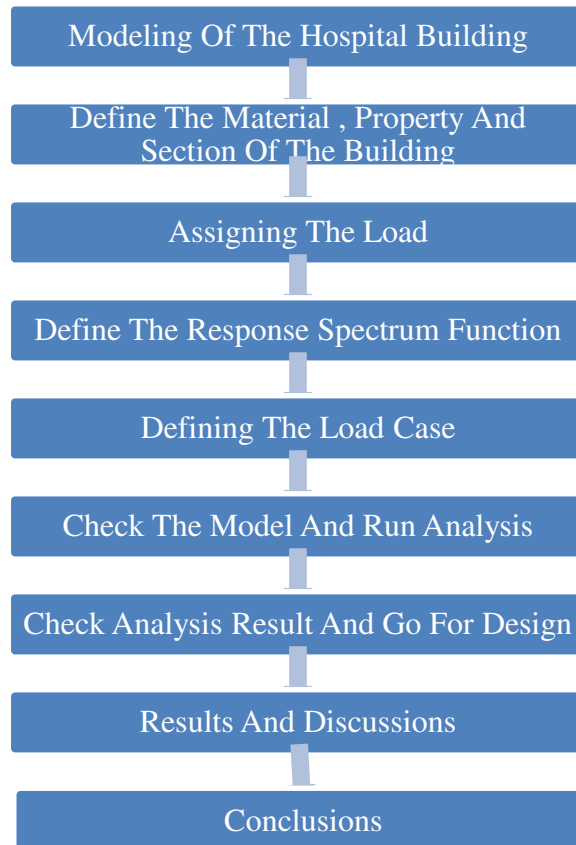 Modeling Of The Hospital Building
Define The Material , Property And
Section Of The Building
Assigning The Load
Define The Response Spectrum Function
Defining The Load Case
Check The Model And Run Analysis
Check Analysis Result And Go For Design
Results And Discussions
Conclusions